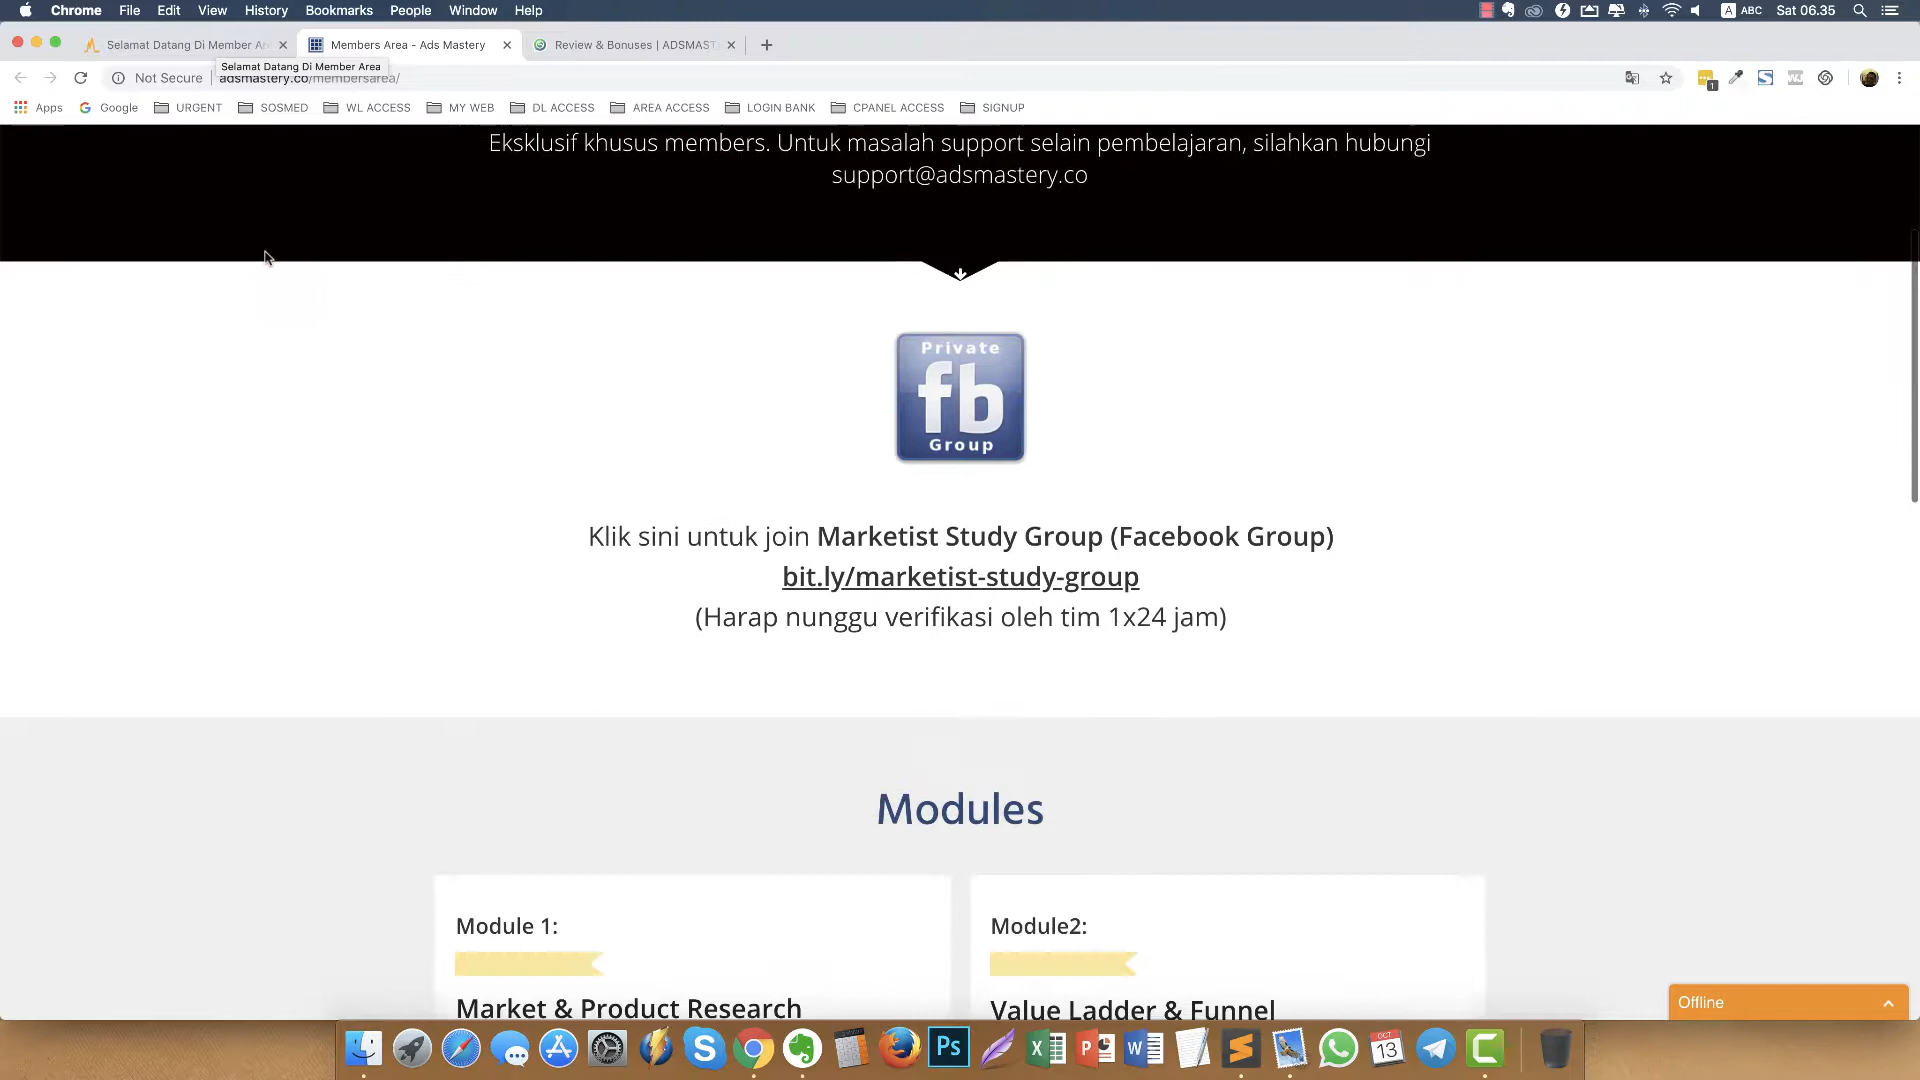 Chrome File Edit View History Bookmarks People Window Help
A ABC Sat 06.35
Selamat Datang Di Member Are
Members Area - Ads Mastery
Review & Bonuses | ADSMAST
Selamat Datang Di Member Area
Not Secure adsmastery.co/membersarea/
1
Apps Google URGENT SOSMED WL ACCESS MY WEB DL ACCESS AREA ACCESS LOGIN BANK CPANEL ACCESS SIGNUP
Eksklusif khusus members. Untuk masalah support selain pembelajaran, silahkan hubungi
support@adsmastery.co
Private
fb
Group
Klik sini untuk join Marketist Study Group (Facebook Group)
bit.ly/marketist-study-group
(Harap nunggu verifikasi oleh tim 1x24 jam)
Modules
Module 1:
Market & Product Research
Module2:
Value Ladder & Funnel
Offline
Ps
OCT
13